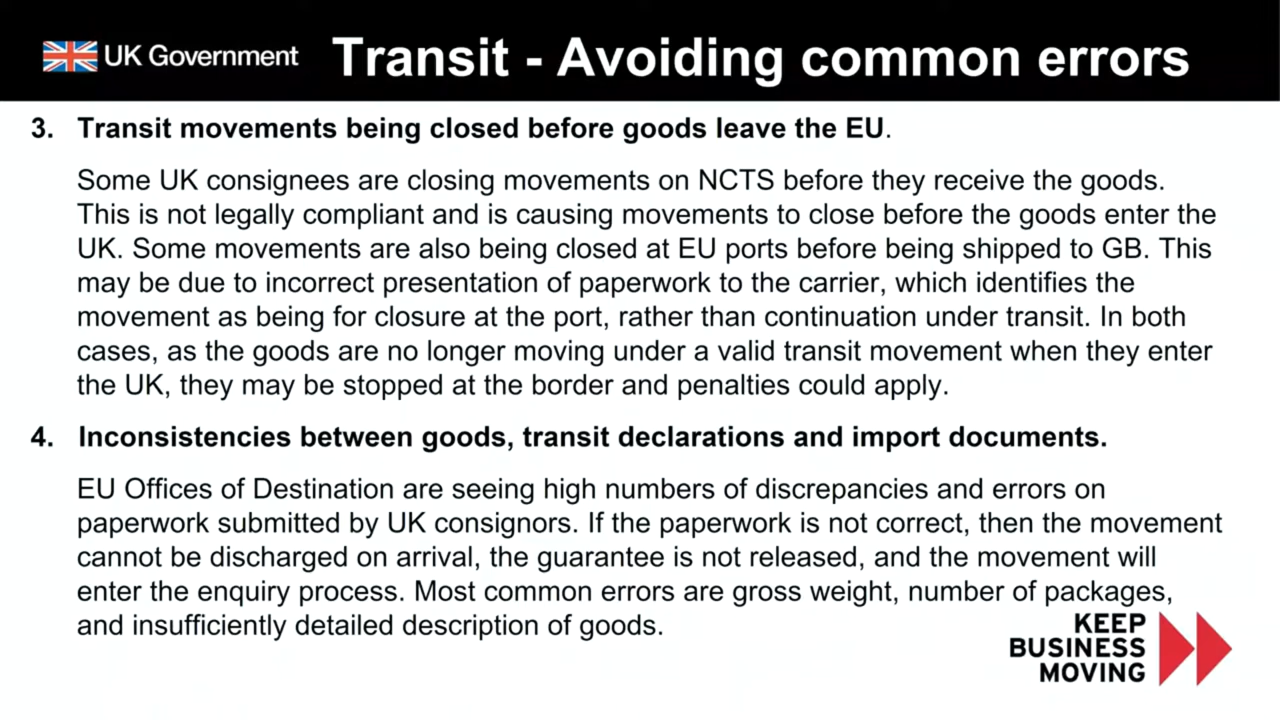 UK Government
Transit - Avoiding common errors
3. Transit movements being closed before goods leave the EU.
Some UK consignees are closing movements on NCTS before they receive the goods.
This is not legally compliant and is causing movements to close before the goods enter the
UK. Some movements are also being closed at EU ports before being shipped to GB. This
may be due to incorrect presentation of paperwork to the carrier, which identifies the
movement as being for closure at the port, rather than continuation under transit. In both
cases, as the goods are no longer moving under a valid transit movement when they enter
the UK, they may be stopped at the border and penalties could apply.
4. Inconsistencies between goods, transit declarations and import documents.
EU Offices of Destination are seeing high numbers of discrepancies and errors on
paperwork submitted by UK consignors. If the paperwork is not correct, then the movement
cannot be discharged on arrival, the guarantee is not released, and the movement will
enter the enquiry process. Most common errors are gross weight, number of packages,
and insufficiently detailed description of goods.
KEEP
BUSINESS
MOVING